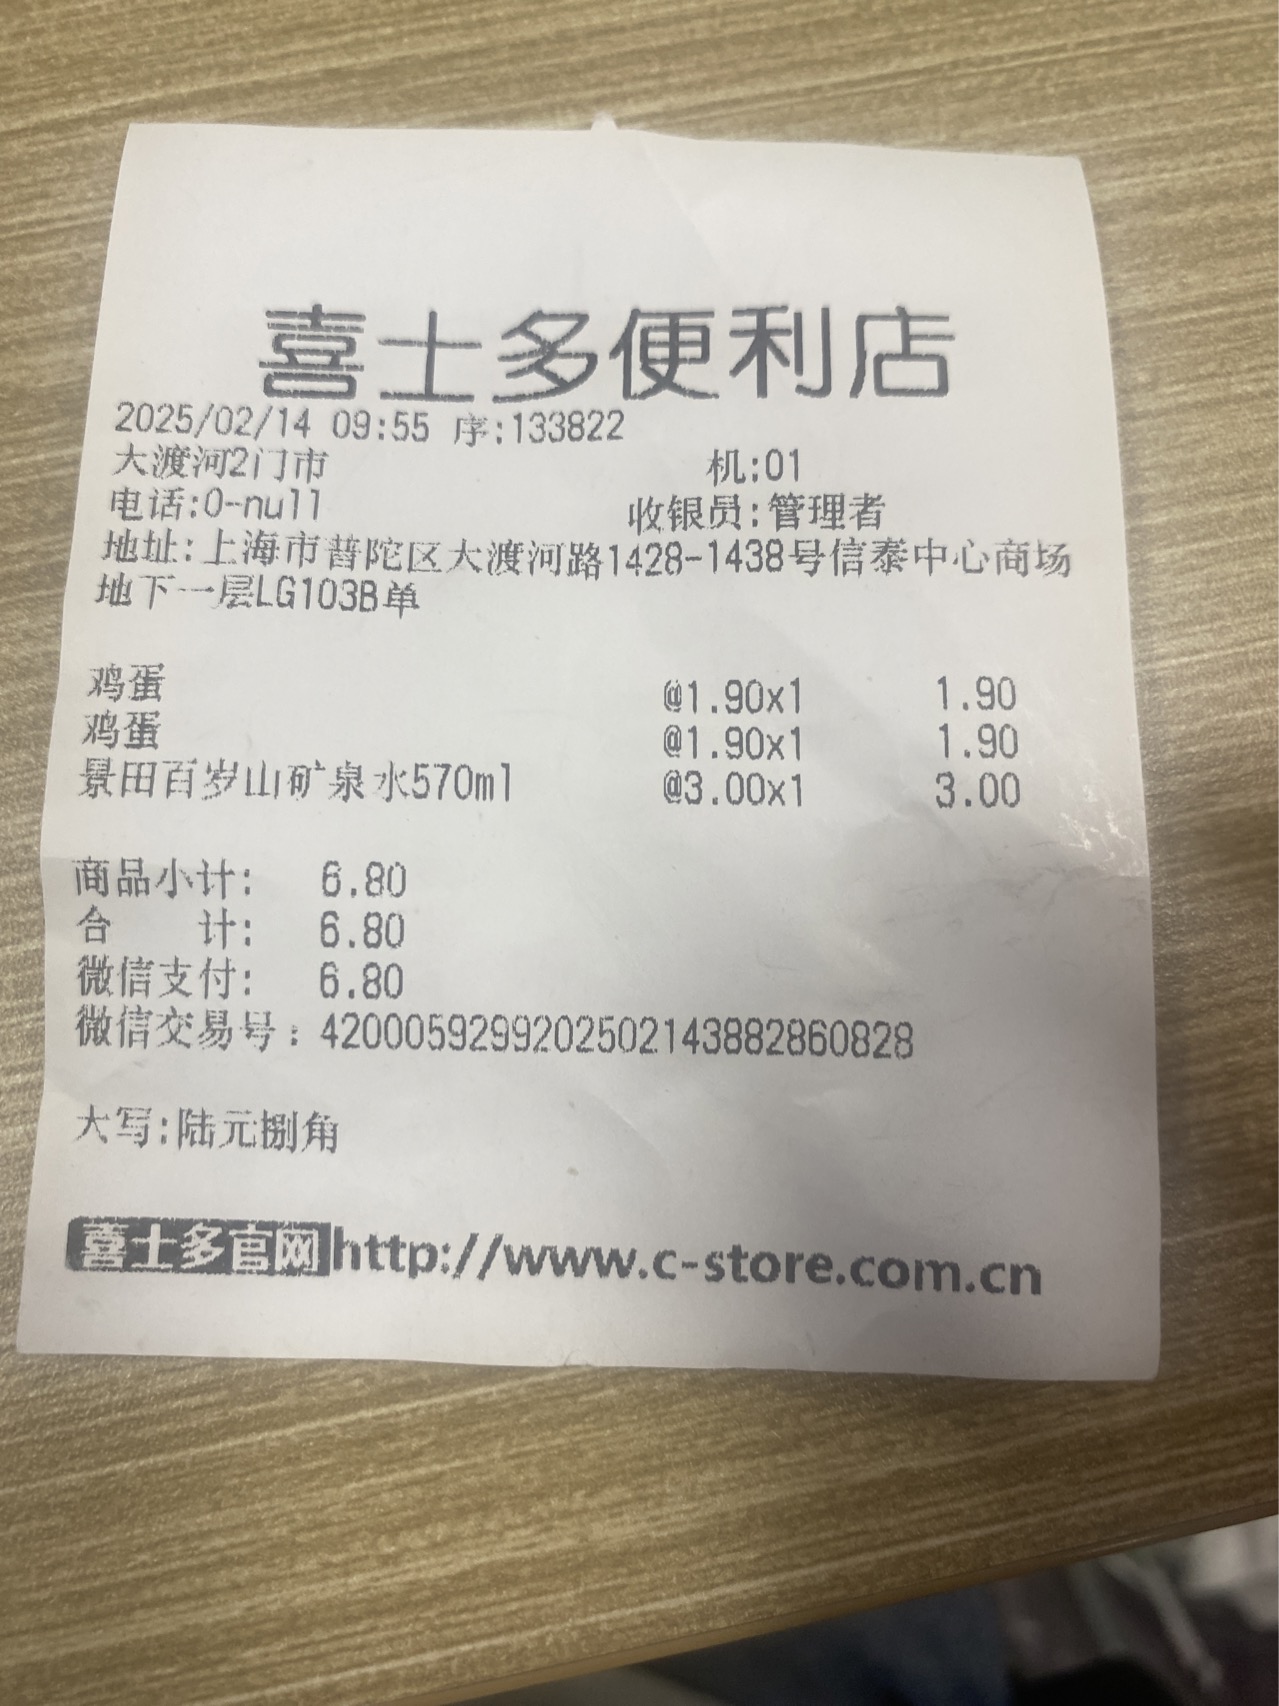 喜士多便利店
2025/02/14 09:55 序:133822
大渡河2门市 机:01
电话:0-null 收银员:管理者
地址:上海市普陀区大渡河路1428-1438号信泰中心商场
地下一层LG103B单
鸡蛋 @1.90x1 1.90
鸡蛋 @1.90x1 1.90
景田百岁山矿泉水570ml @3.00x1 3.00
商品小计: 6.80
合 计: 6.80
微信支付: 6.80
微信交易号: 4200059299202502143882860828
大写:陆元捌角
喜士多官网http://www.c-store.com.cn